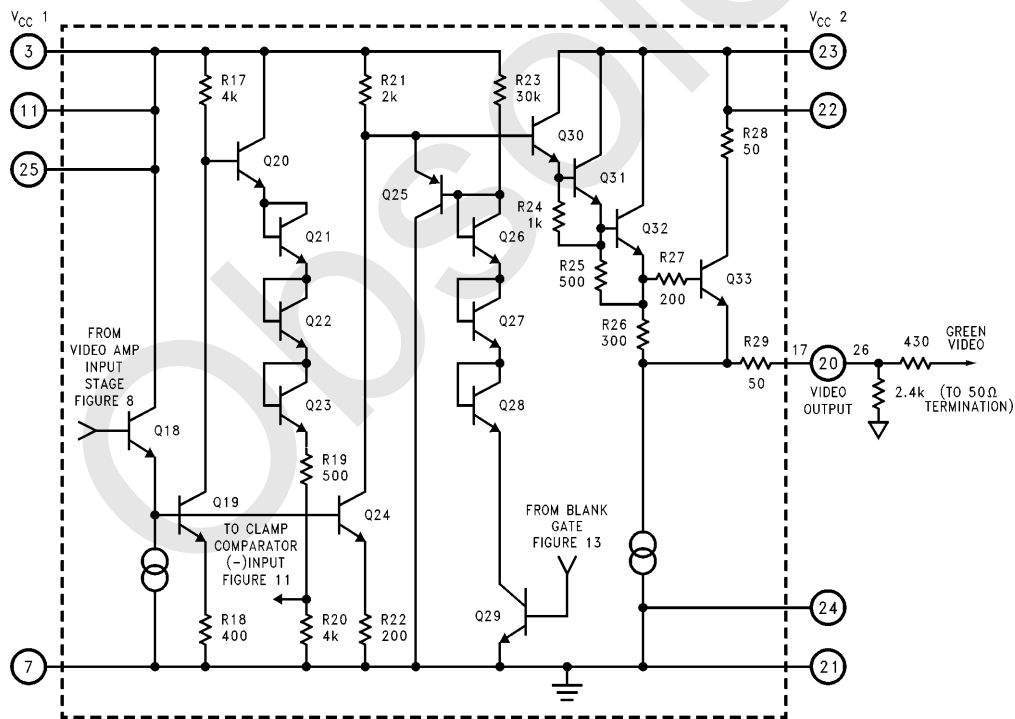 V CC 1
V CC 2
3
23
11
22
25
R17
4k
R21
2k
R23
30k
R28
50
Q20
Q30
Q25
Q31
R24
1k
Q21
Q26
Q32
R27
200
R25
500
Q33
Q22
Q27
R26
300
R29
50
17
20
26
430
GREEN
VIDEO
VIDEO
OUTPUT
2.4k
(TO 50Ω
TERMINATION)
FROM
VIDEO AMP
INPUT
STAGE
FIGURE 8
Q18
Q23
Q28
R19
500
Q19
Q24
TO CLAMP
COMPARATOR
(-)INPUT
FIGURE 11
FROM BLANK
GATE
FIGURE 13
R18
400
R20
4k
R22
200
Q29
24
7
21
Obsol